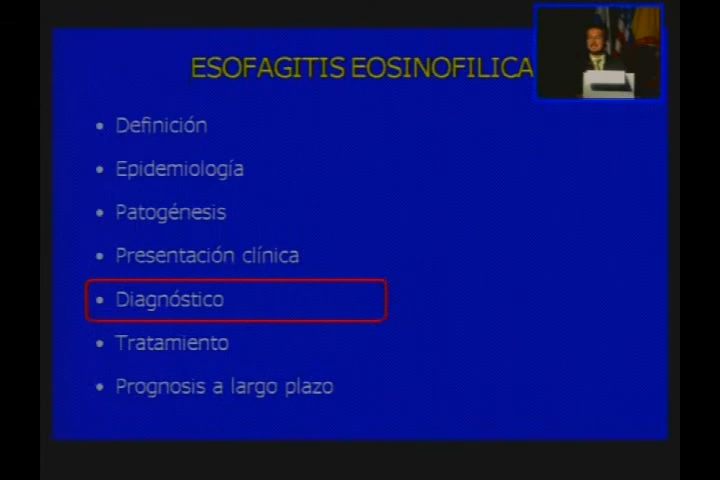 ESOFAGITIS EOSINOFILICA
• Definición
• Epidemiología
• Patogénesis
• Presentación clínica
• Diagnóstico
• Tratamiento
• Prognosis a largo plazo